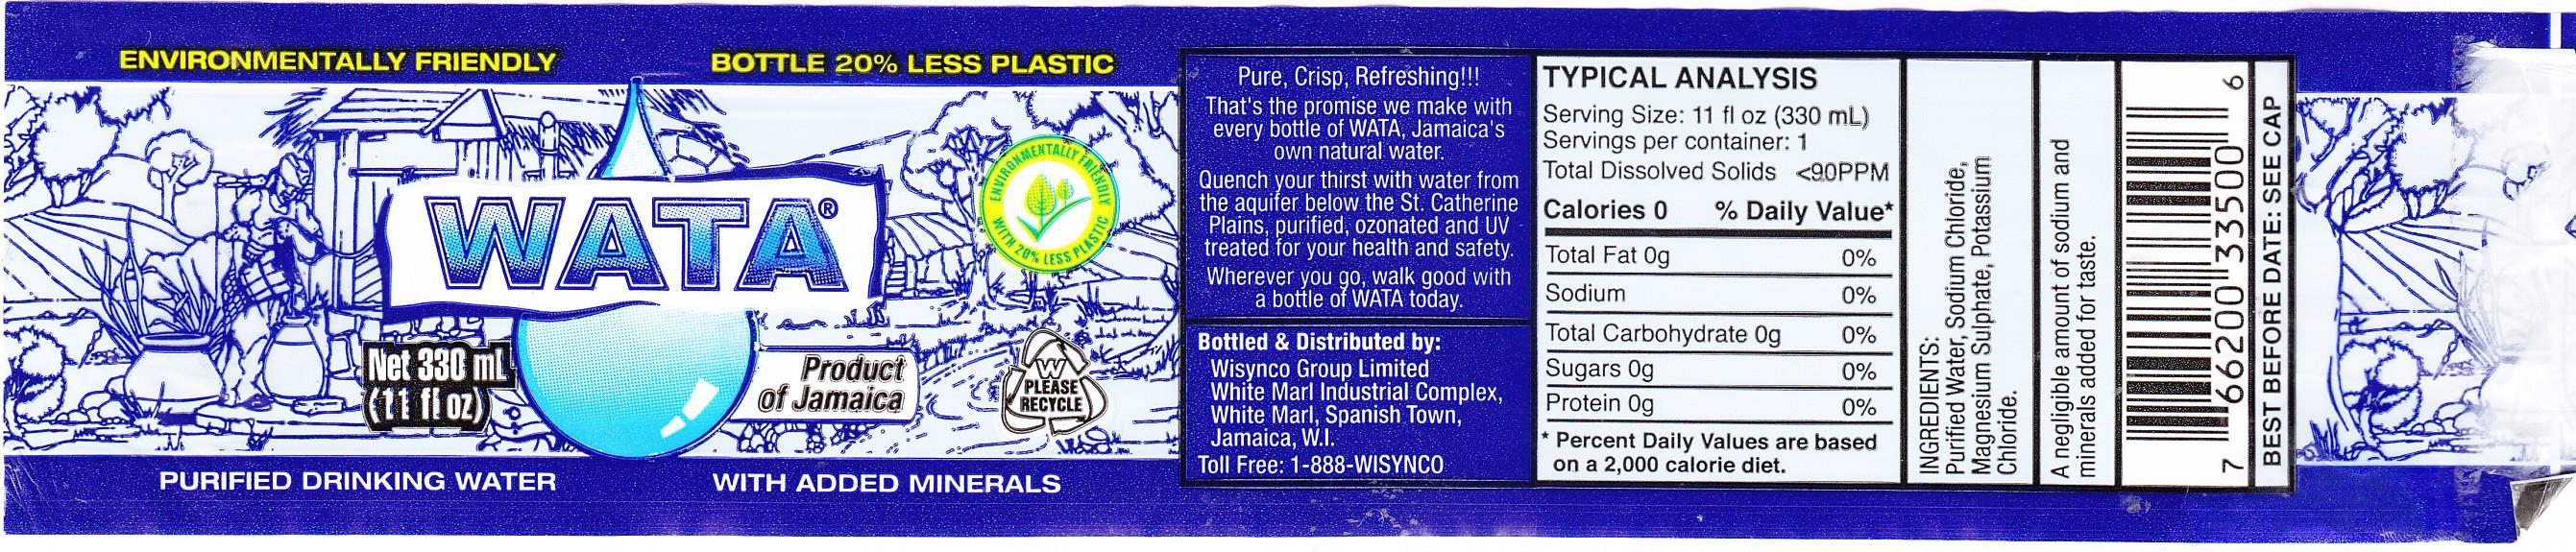 ENVIRONMENTALLY FRIENDLY
BOTTLE 20% LESS PLASTIC
WATA®
ENVIRONMENTALLY FRIENDLY
WITH 20% LESS PLASTIC
Net 330 mL
(11 fl oz)
Product
of Jamaica
W
PLEASE
RECYCLE
PURIFIED DRINKING WATER
WITH ADDED MINERALS
Pure, Crisp, Refreshing!!!
That's the promise we make with
every bottle of WATA, Jamaica's
own natural water.
Quench your thirst with water from
the aquifer below the St. Catherine
Plains, purified, ozonated and UV
treated for your health and safety.
Wherever you go, walk good with
a bottle of WATA today.
Bottled & Distributed by:
Wisynco Group Limited
White Marl Industrial Complex,
White Marl, Spanish Town,
Jamaica, W.I.
Toll Free: 1-888-WISYNCO
TYPICAL ANALYSIS
Serving Size: 11 fl oz (330 mL)
Servings per container: 1
Total Dissolved Solids <90PPM
Calories 0 % Daily Value*
Total Fat 0g 0%
Sodium 0%
Total Carbohydrate 0g 0%
Sugars 0g 0%
Protein 0g 0%
* Percent Daily Values are based
on a 2,000 calorie diet.
INGREDIENTS:
Purified Water, Sodium Chloride,
Magnesium Sulphate, Potassium
Chloride.
A negligible amount of sodium and
minerals added for taste.
7 66200 33500 6
BEST BEFORE DATE: SEE CAP